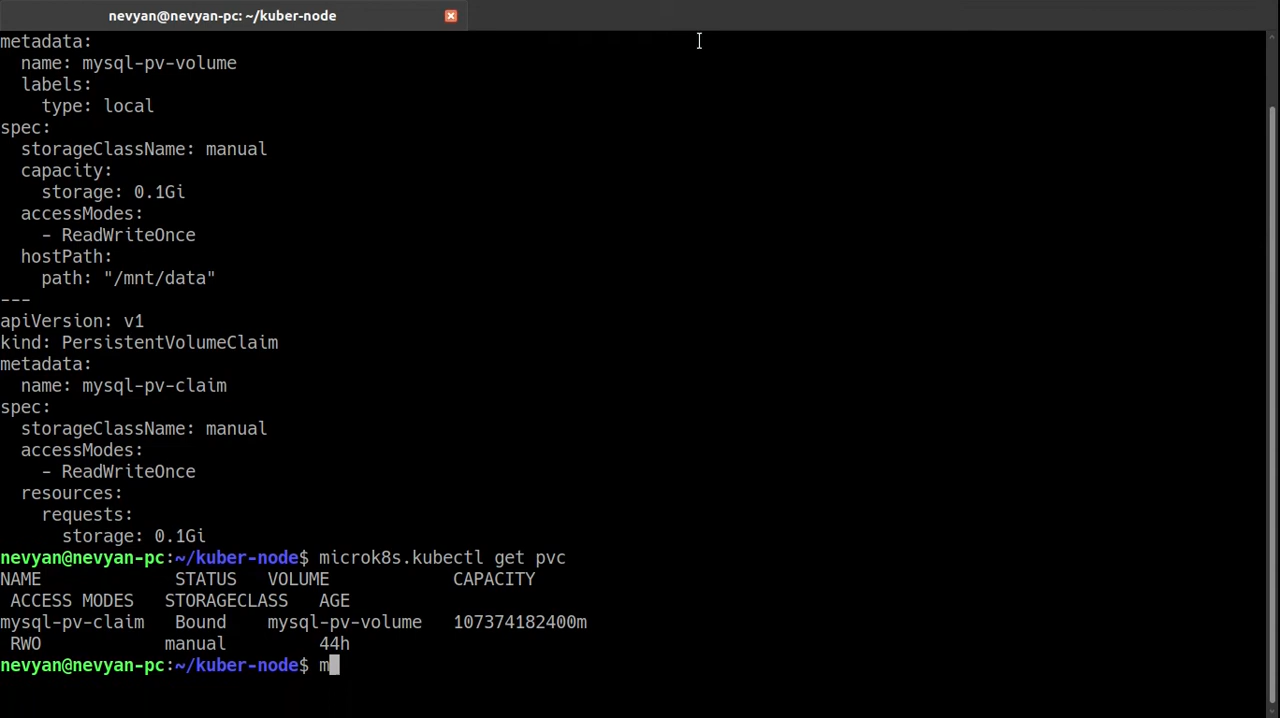 nevyan@nevyan-pc: ~/kuber-node
metadata:
  name: mysql-pv-volume
  labels:
    type: local
spec:
  storageClassName: manual
  capacity:
    storage: 0.1Gi
  accessModes:
    - ReadWriteOnce
  hostPath:
    path: "/mnt/data"
---
apiVersion: v1
kind: PersistentVolumeClaim
metadata:
  name: mysql-pv-claim
spec:
  storageClassName: manual
  accessModes:
    - ReadWriteOnce
  resources:
    requests:
      storage: 0.1Gi
nevyan@nevyan-pc:~/kuber-node$ microk8s.kubectl get pvc
NAME             STATUS   VOLUME            CAPACITY
 ACCESS MODES   STORAGECLASS   AGE
mysql-pv-claim   Bound    mysql-pv-volume   107374182400m
 RWO            manual         44h
nevyan@nevyan-pc:~/kuber-node$ m